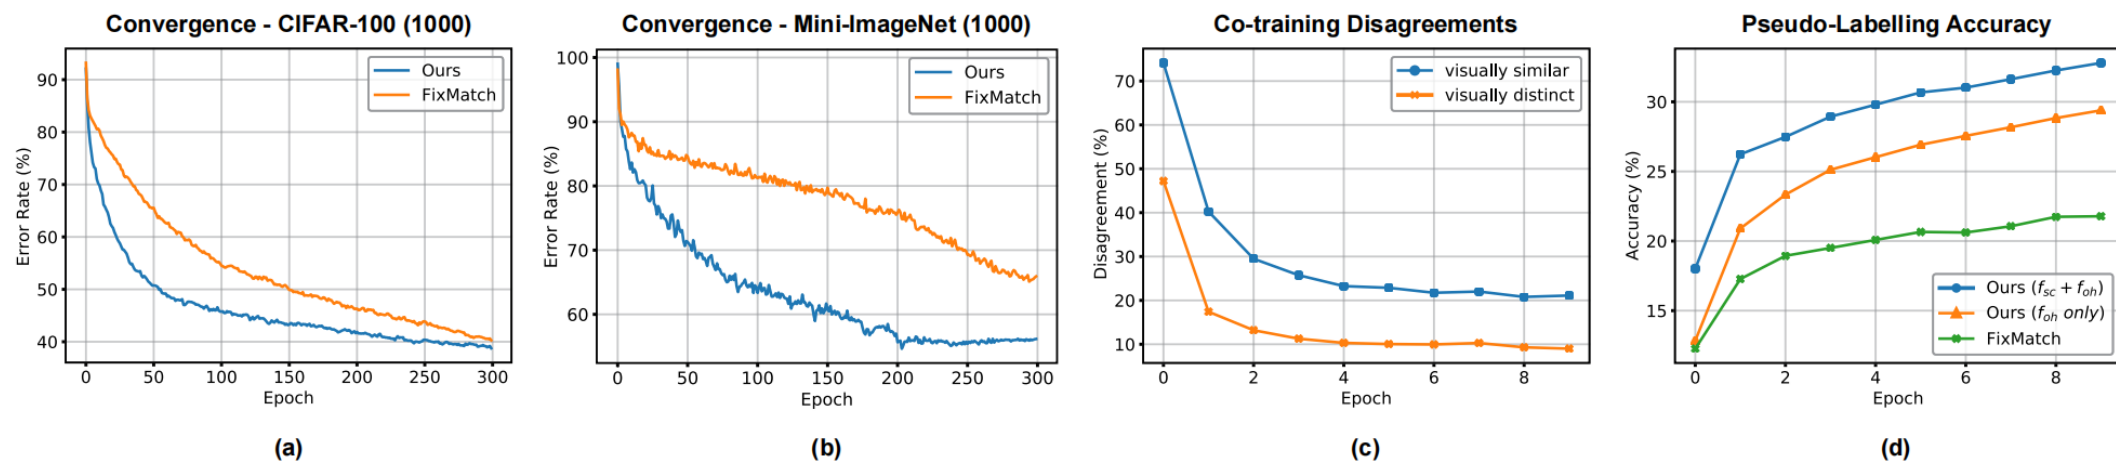 Convergence - CIFAR-100 (1000)
Ours
FixMatch
90
80
70
60
50
40
Error Rate (%)
0 50 100 150 200 250 300
Epoch
(a)
Convergence - Mini-ImageNet (1000)
Ours
FixMatch
100
90
80
70
60
Error Rate (%)
0 50 100 150 200 250 300
Epoch
(b)
Co-training Disagreements
visually similar
visually distinct
70
60
50
40
30
20
10
Disagreement (%)
0 2 4 6 8
Epoch
(c)
Pseudo-Labelling Accuracy
30
25
20
15
Accuracy (%)
Ours (f_sc + f_oh)
Ours (f_oh only)
FixMatch
0 2 4 6 8
Epoch
(d)